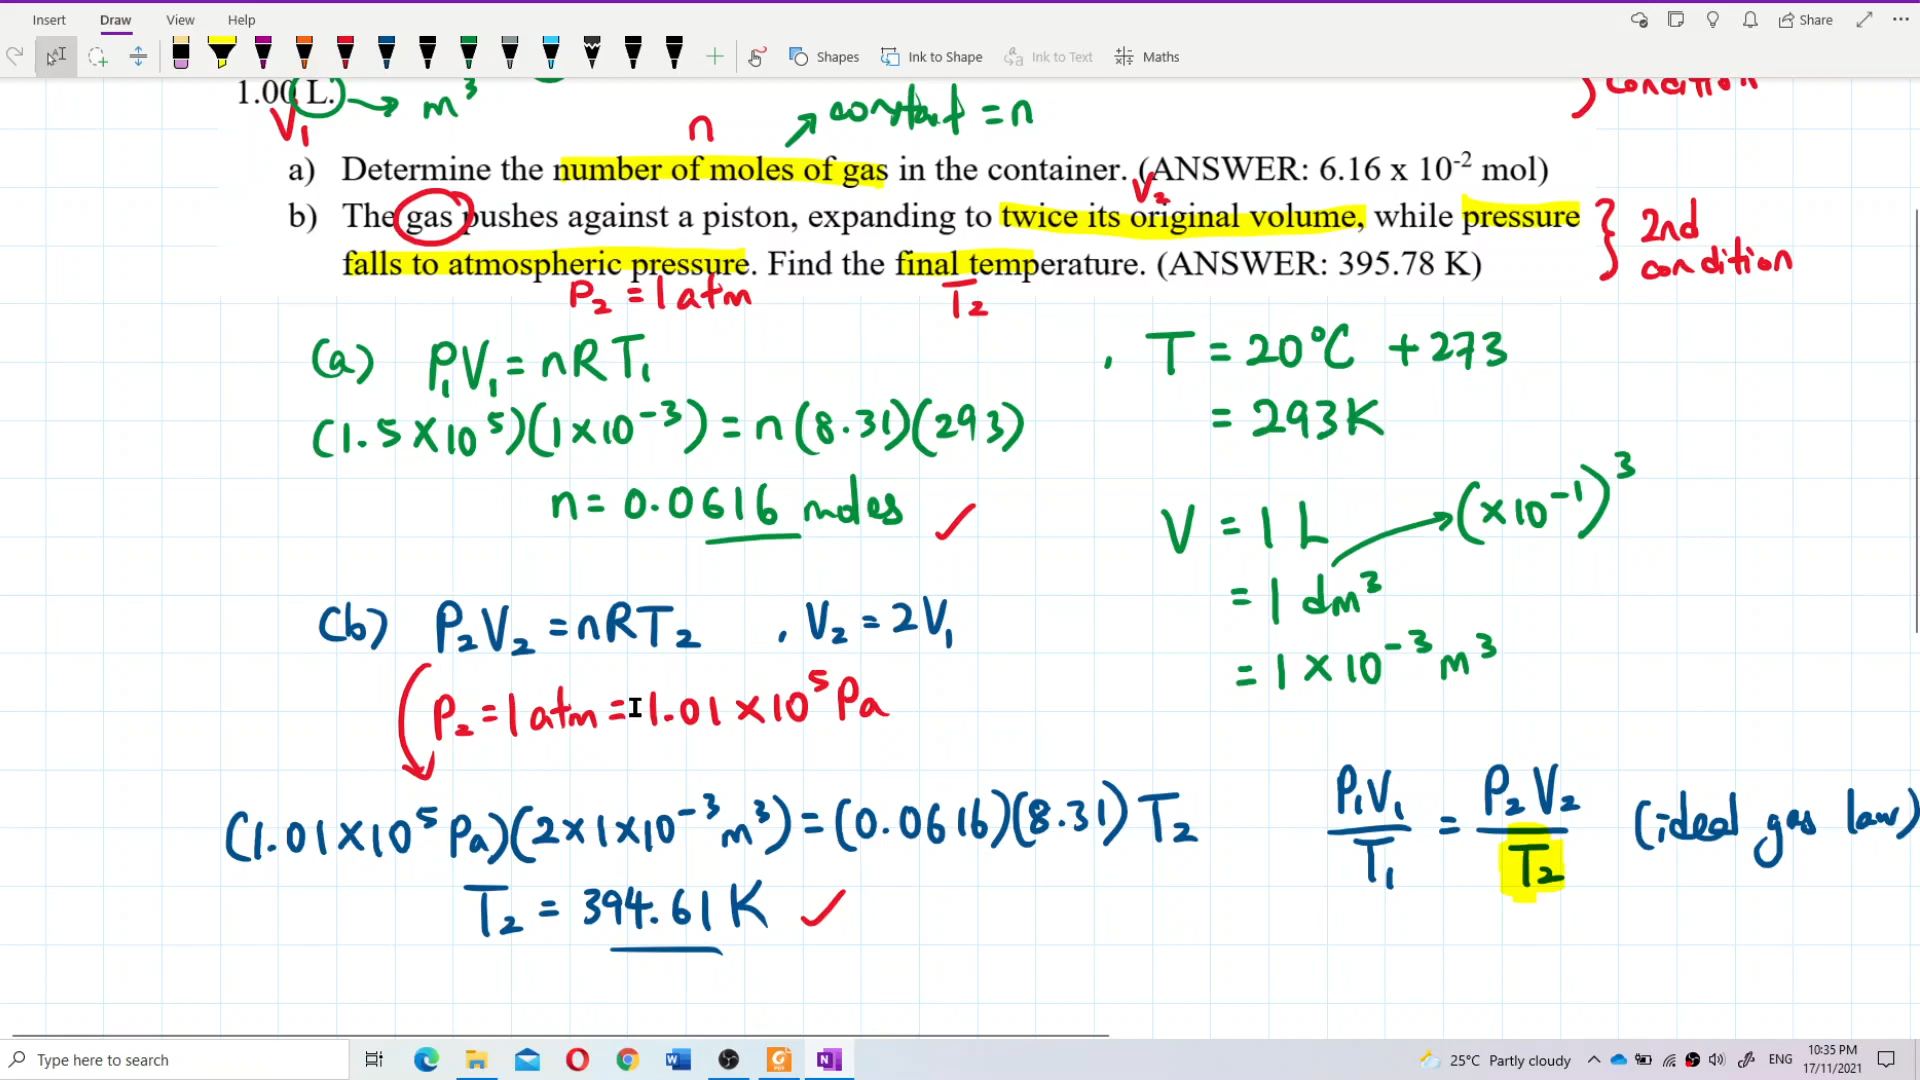 Insert Draw View Help Share
Shapes Ink to Shape Ink to Text Maths
1.00 L. → m³
V₁ n constant = n
a) Determine the number of moles of gas in the container. (ANSWER: 6.16 x 10⁻² mol)
V₂
b) The gas pushes against a piston, expanding to twice its original volume, while pressure
falls to atmospheric pressure. Find the final temperature. (ANSWER: 395.78 K)
2nd
condition
P₂ = 1 atm T₂
(a) P₁V₁ = nRT₁
(1.5 × 10⁵)(1 × 10⁻³) = n(8.31)(293)
n = 0.0616 moles ✓
, T = 20°C + 273
= 293K
V = 1 L → (×10⁻¹)³
= 1 dm³
= 1 × 10⁻³ m³
(b) P₂V₂ = nRT₂ , V₂ = 2V₁
P₂ = 1 atm = 1.01 × 10⁵ Pa
(1.01 × 10⁵ Pa)(2 × 1 × 10⁻³ m³) = (0.0616)(8.31) T₂
T₂ = 394.61 K ✓
P₁V₁/T₁ = P₂V₂/T₂ (ideal gas law)
Type here to search
25°C Partly cloudy ENG 10:35 PM
17/11/2021